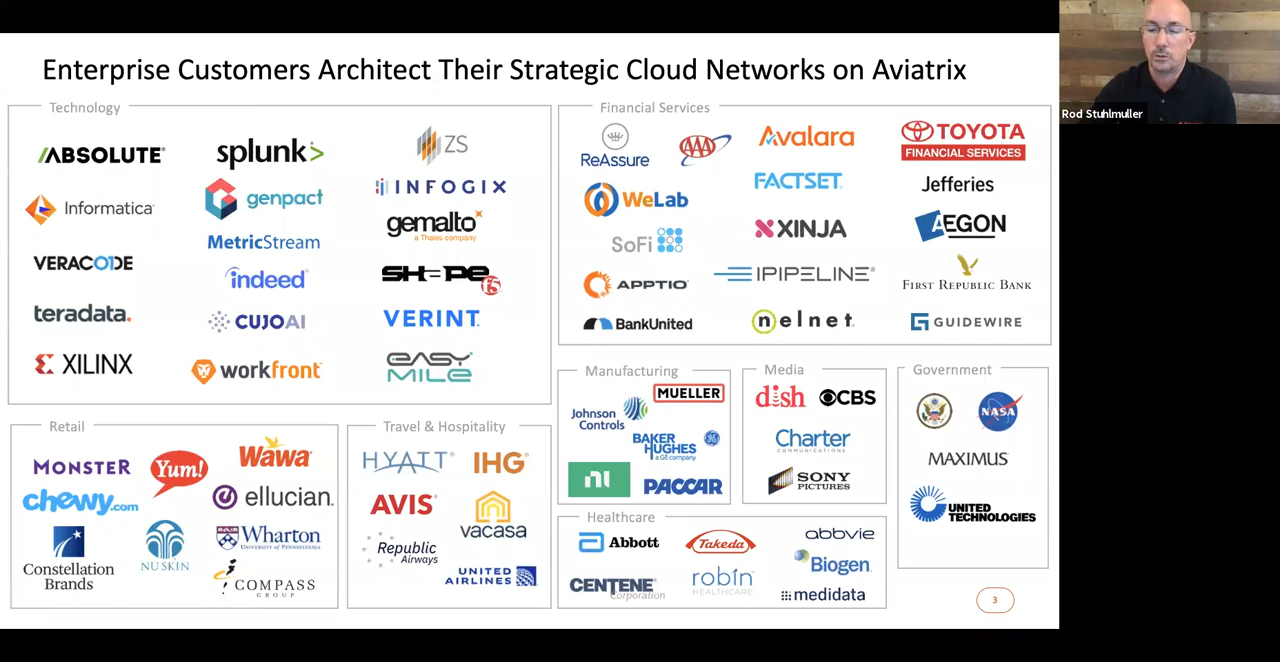 Enterprise Customers Architect Their Strategic Cloud Networks on Aviatrix
Rod Stuhlmuller
Technology
ABSOLUTE
splunk>
ZS
Informatica
genpact
INFOGIX
MetricStream
gemalto
a Thales company
VERACODE
indeed
SHAPE
f5
teradata.
CUJOAI
VERINT
XILINX
workfront
EASY
MILE
Financial Services
ReAssure
AAA
Avalara
TOYOTA
FINANCIAL SERVICES
WeLab
FACTSET
Jefferies
SoFi
XINJA
AEGON
APPTIO
IPIPELINE
FIRST REPUBLIC BANK
BankUnited
nelnet
GUIDEWIRE
Retail
MONSTER
Yum!
Wawa
chewy.com
ellucian.
Constellation
Brands
NU SKIN
Wharton
UNIVERSITY OF PENNSYLVANIA
COMPASS
GROUP
Travel & Hospitality
HYATT
IHG
AVIS
vacasa
Republic
Airways
UNITED
AIRLINES
Manufacturing
MUELLER
Johnson
Controls
BAKER
HUGHES
a GE company
GE
ni
PACCAR
Media
dish
CBS
Charter
COMMUNICATIONS
SONY
PICTURES
Government
NASA
MAXIMUS
UNITED
TECHNOLOGIES
Healthcare
Abbott
Takeda
abbvie
Biogen
CENTENE
Corporation
robin
HEALTHCARE
medidata
3